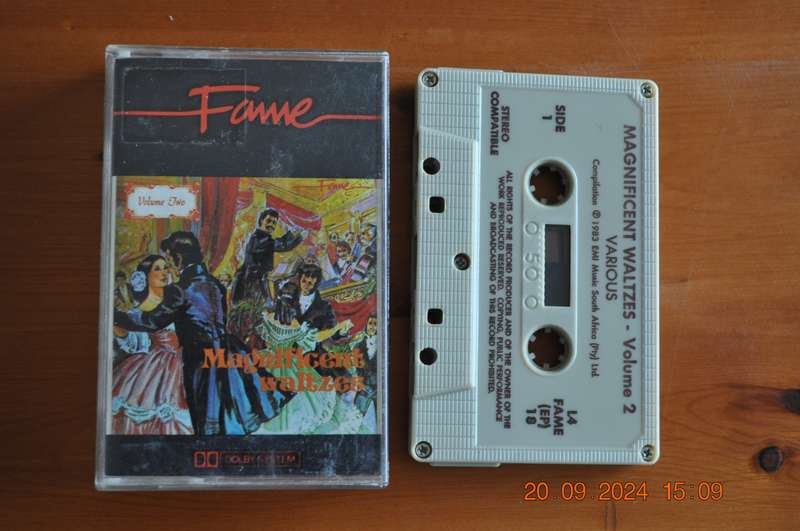 Fame
Fame
Volume Two
Magnificent
waltzes
DOLBY SYSTEM
MAGNIFICENT WALTZES - Volume 2
VARIOUS
Compilation ℗ 1983 EMI Music South Africa (Pty) Ltd.
SIDE
1
STEREO
COMPATIBLE
O 50 O
L4
FAME
(EP)
18
ALL RIGHTS OF THE RECORD PRODUCER AND OF THE OWNER OF THE
WORK REPRODUCED RESERVED. COPYING, PUBLIC PERFORMANCE
AND BROADCASTING OF THIS RECORD PROHIBITED.
20.09.2024 15:09